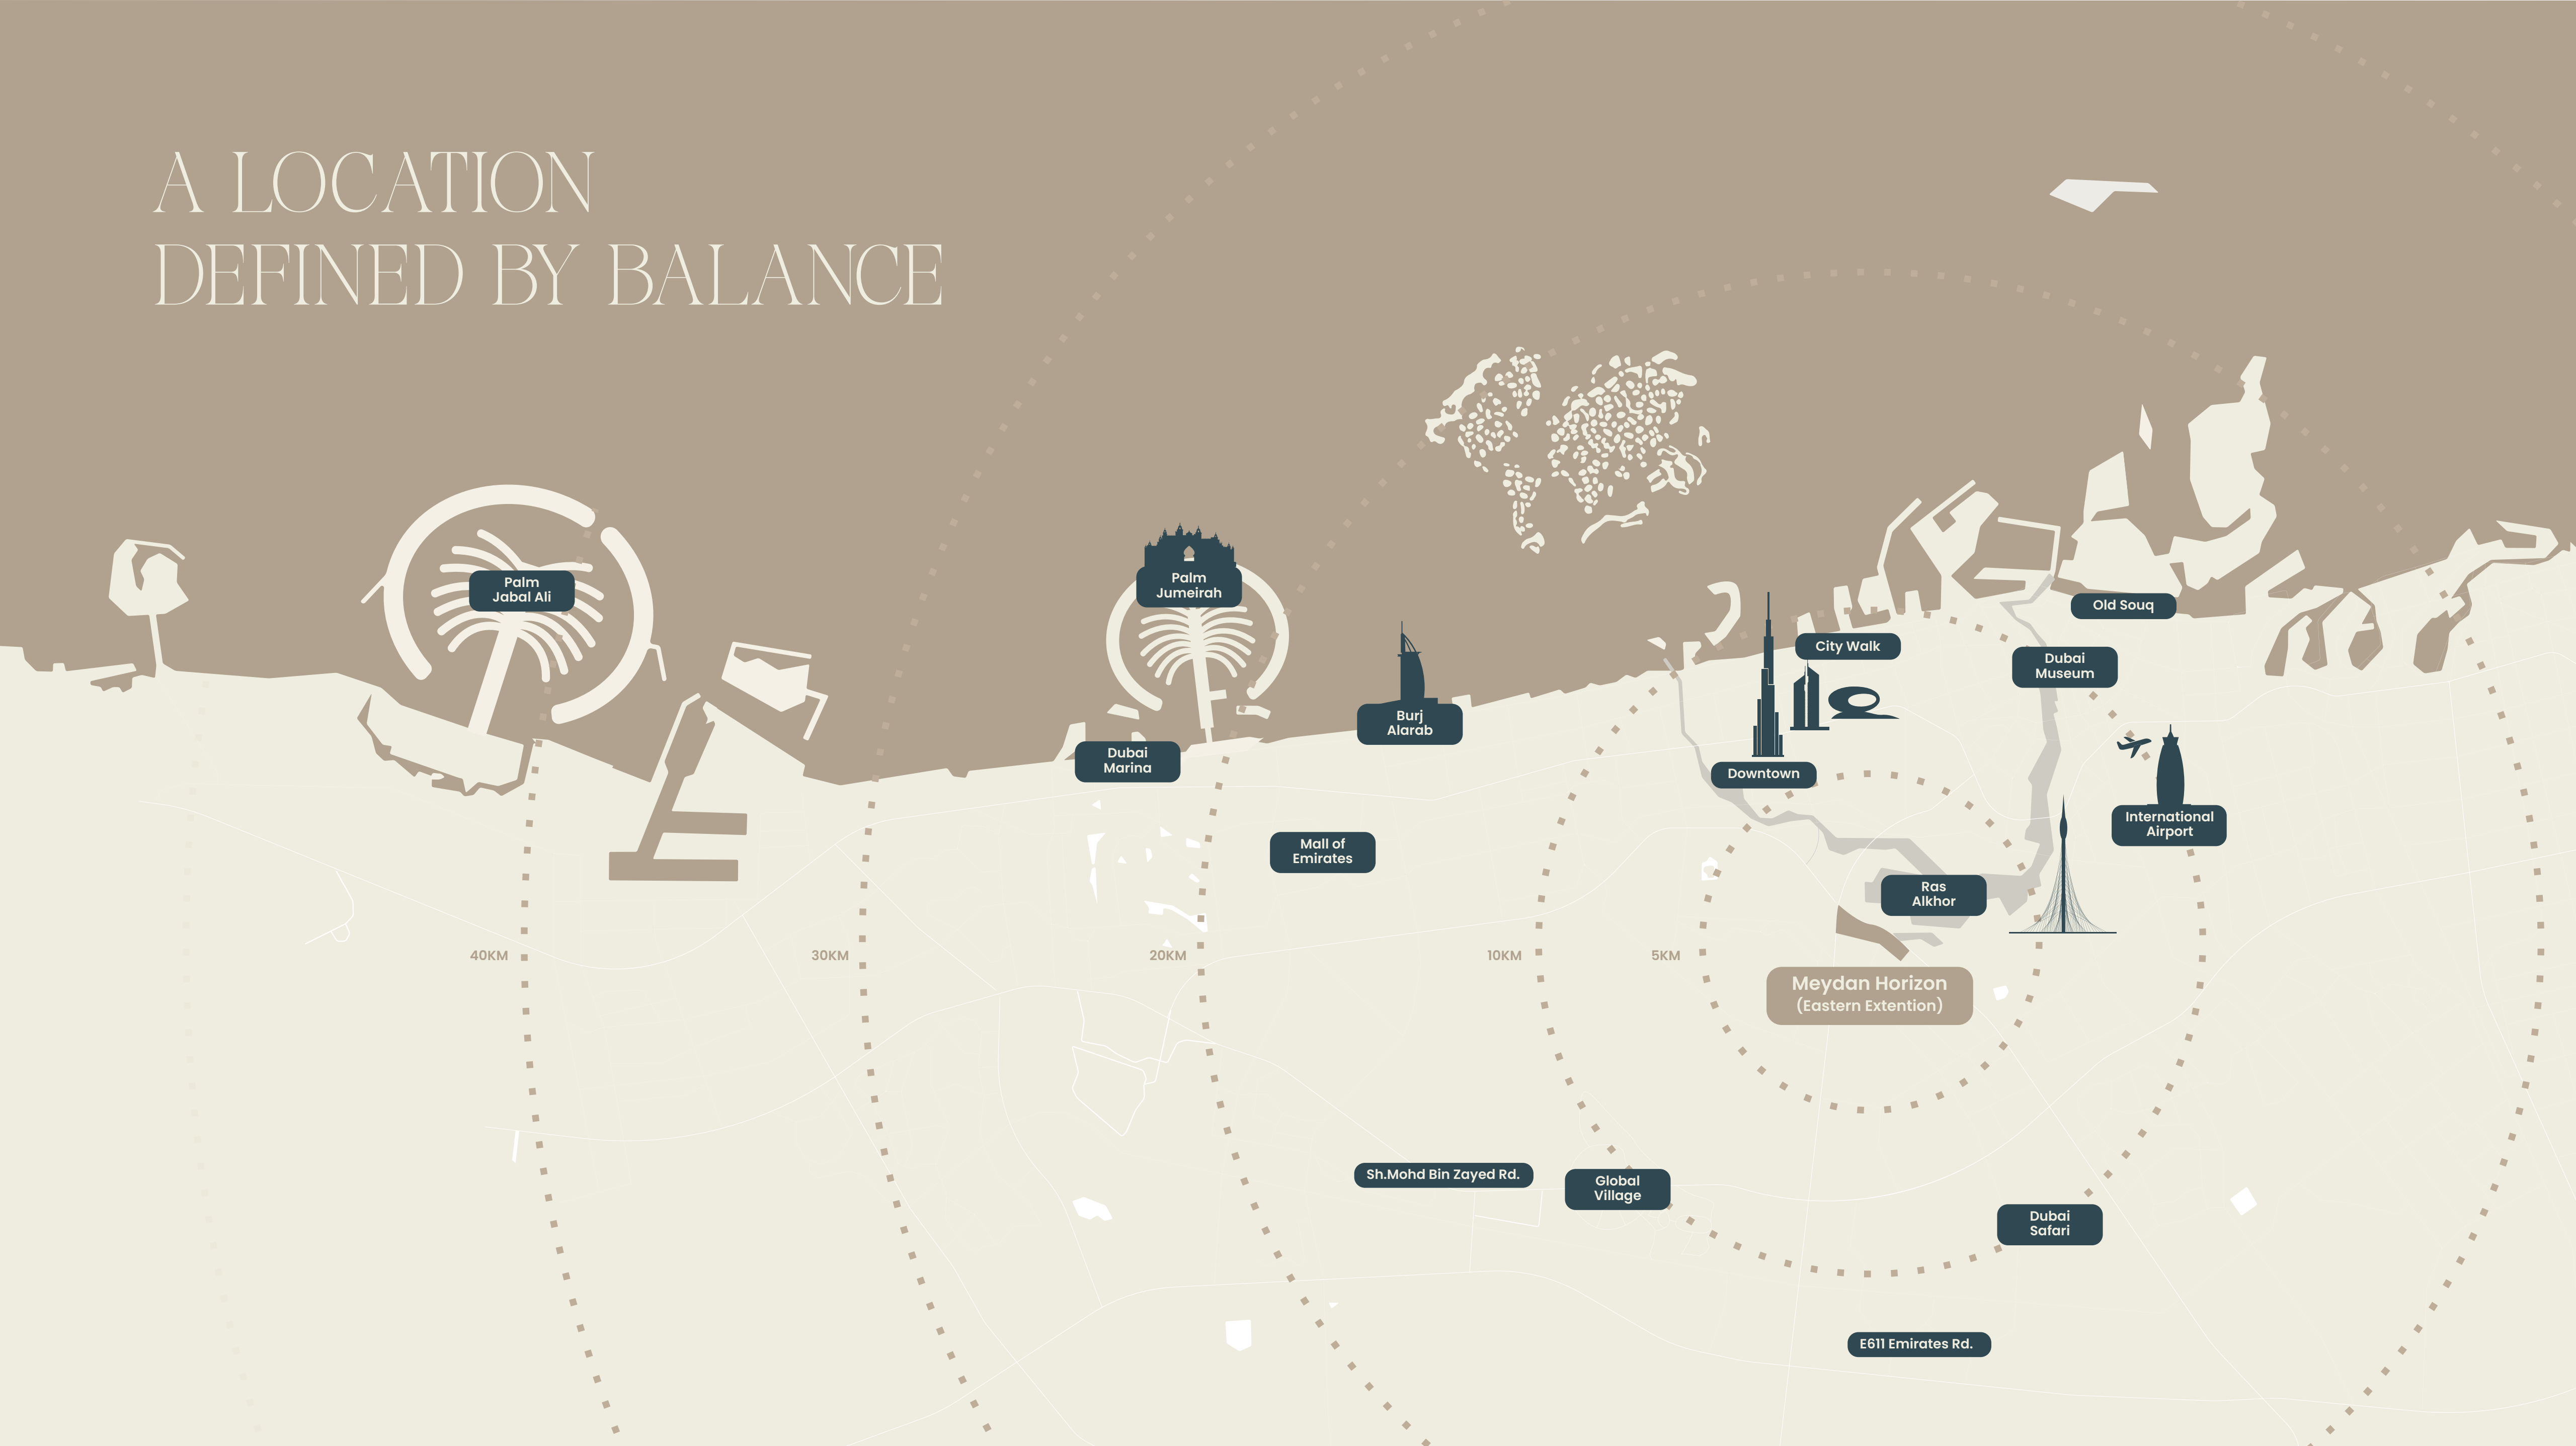 A LOCATION
DEFINED BY BALANCE
Palm
Jabal Ali
Palm
Jumeirah
Old Souq
City Walk
Dubai
Museum
Burj
Alarab
Dubai
Marina
Downtown
International
Airport
Mall of
Emirates
Ras
Alkhor
40KM
30KM
20KM
10KM
5KM
Meydan Horizon
(Eastern Extention)
Sh.Mohd Bin Zayed Rd.
Global
Village
Dubai
Safari
E611 Emirates Rd.